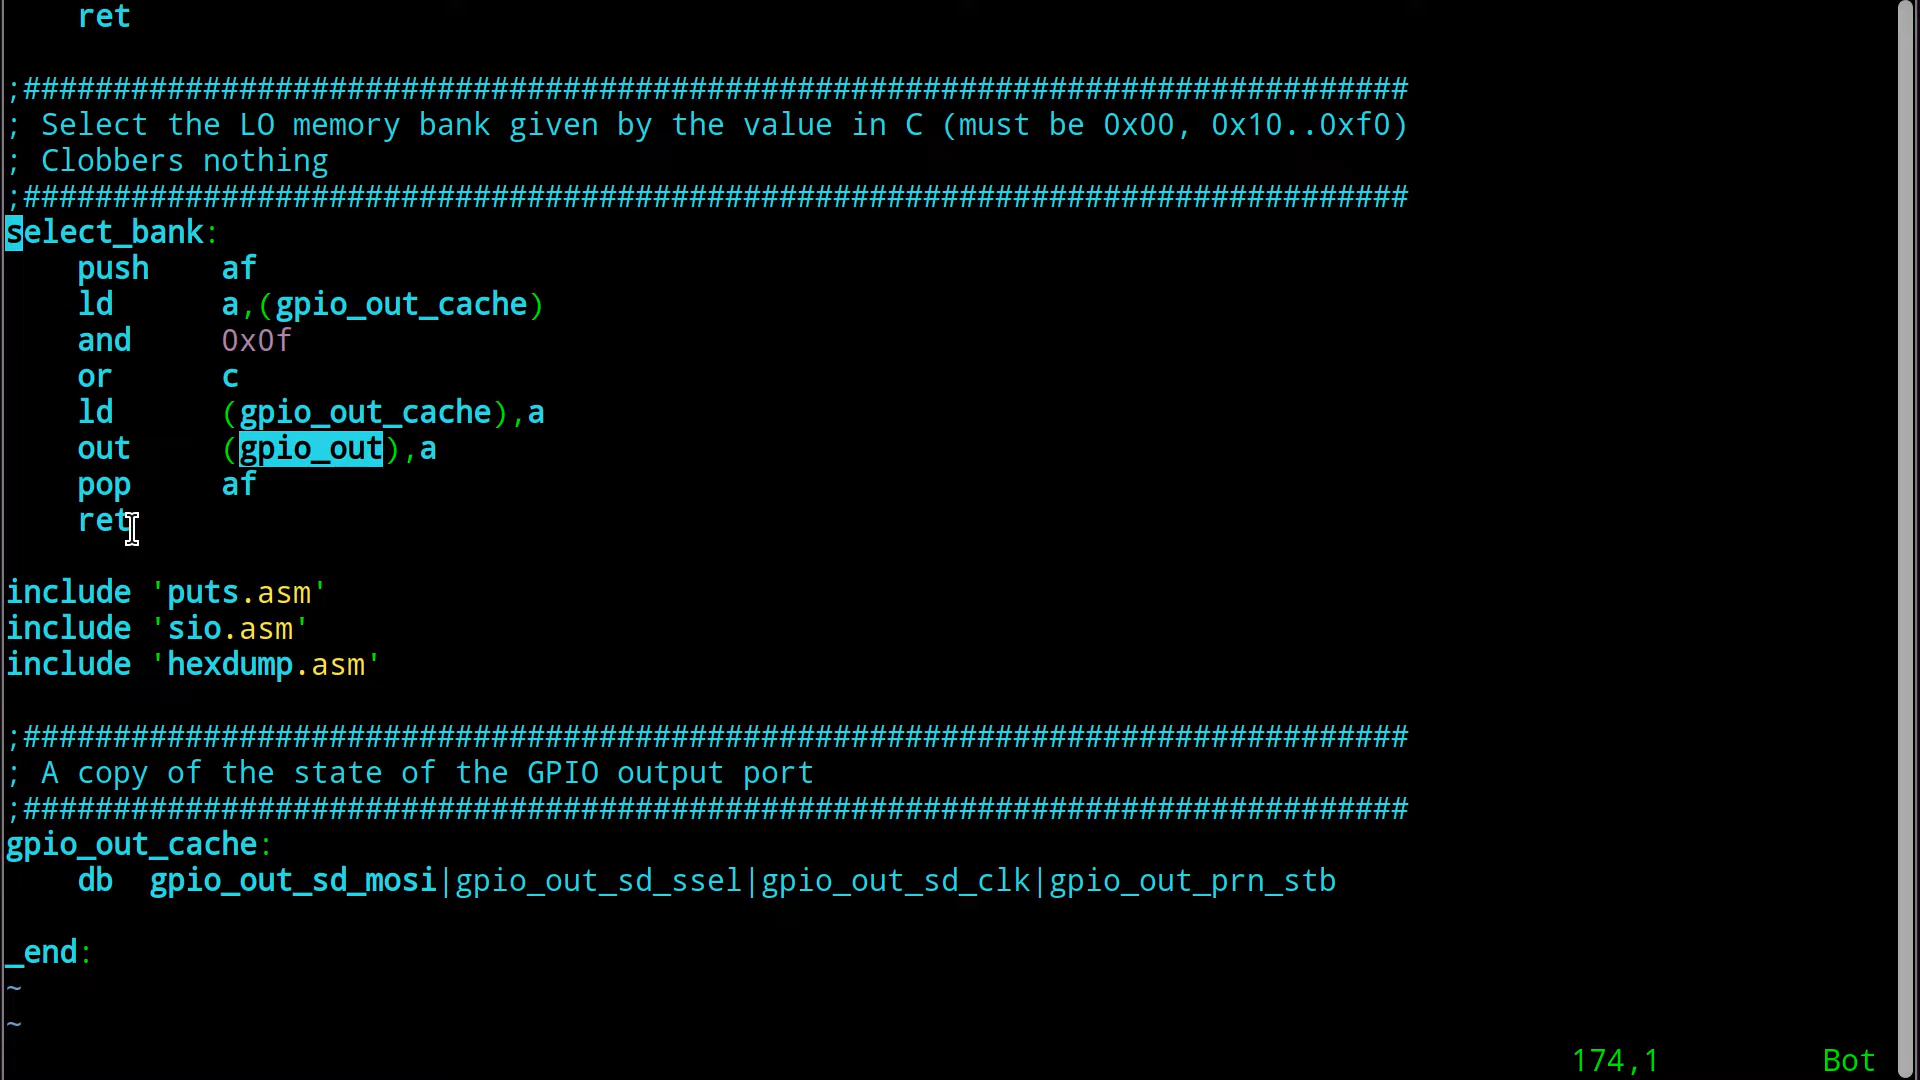 ret

;#############################################################################
; Select the LO memory bank given by the value in C (must be 0x00, 0x10..0xf0)
; Clobbers nothing
;#############################################################################
select_bank:
    push    af
    ld      a,(gpio_out_cache)
    and     0x0f
    or      c
    ld      (gpio_out_cache),a
    out     (gpio_out),a
    pop     af
    ret

include 'puts.asm'
include 'sio.asm'
include 'hexdump.asm'

;#############################################################################
; A copy of the state of the GPIO output port
;#############################################################################
gpio_out_cache:
    db  gpio_out_sd_mosi|gpio_out_sd_ssel|gpio_out_sd_clk|gpio_out_prn_stb

_end:
~
~
174,1         Bot